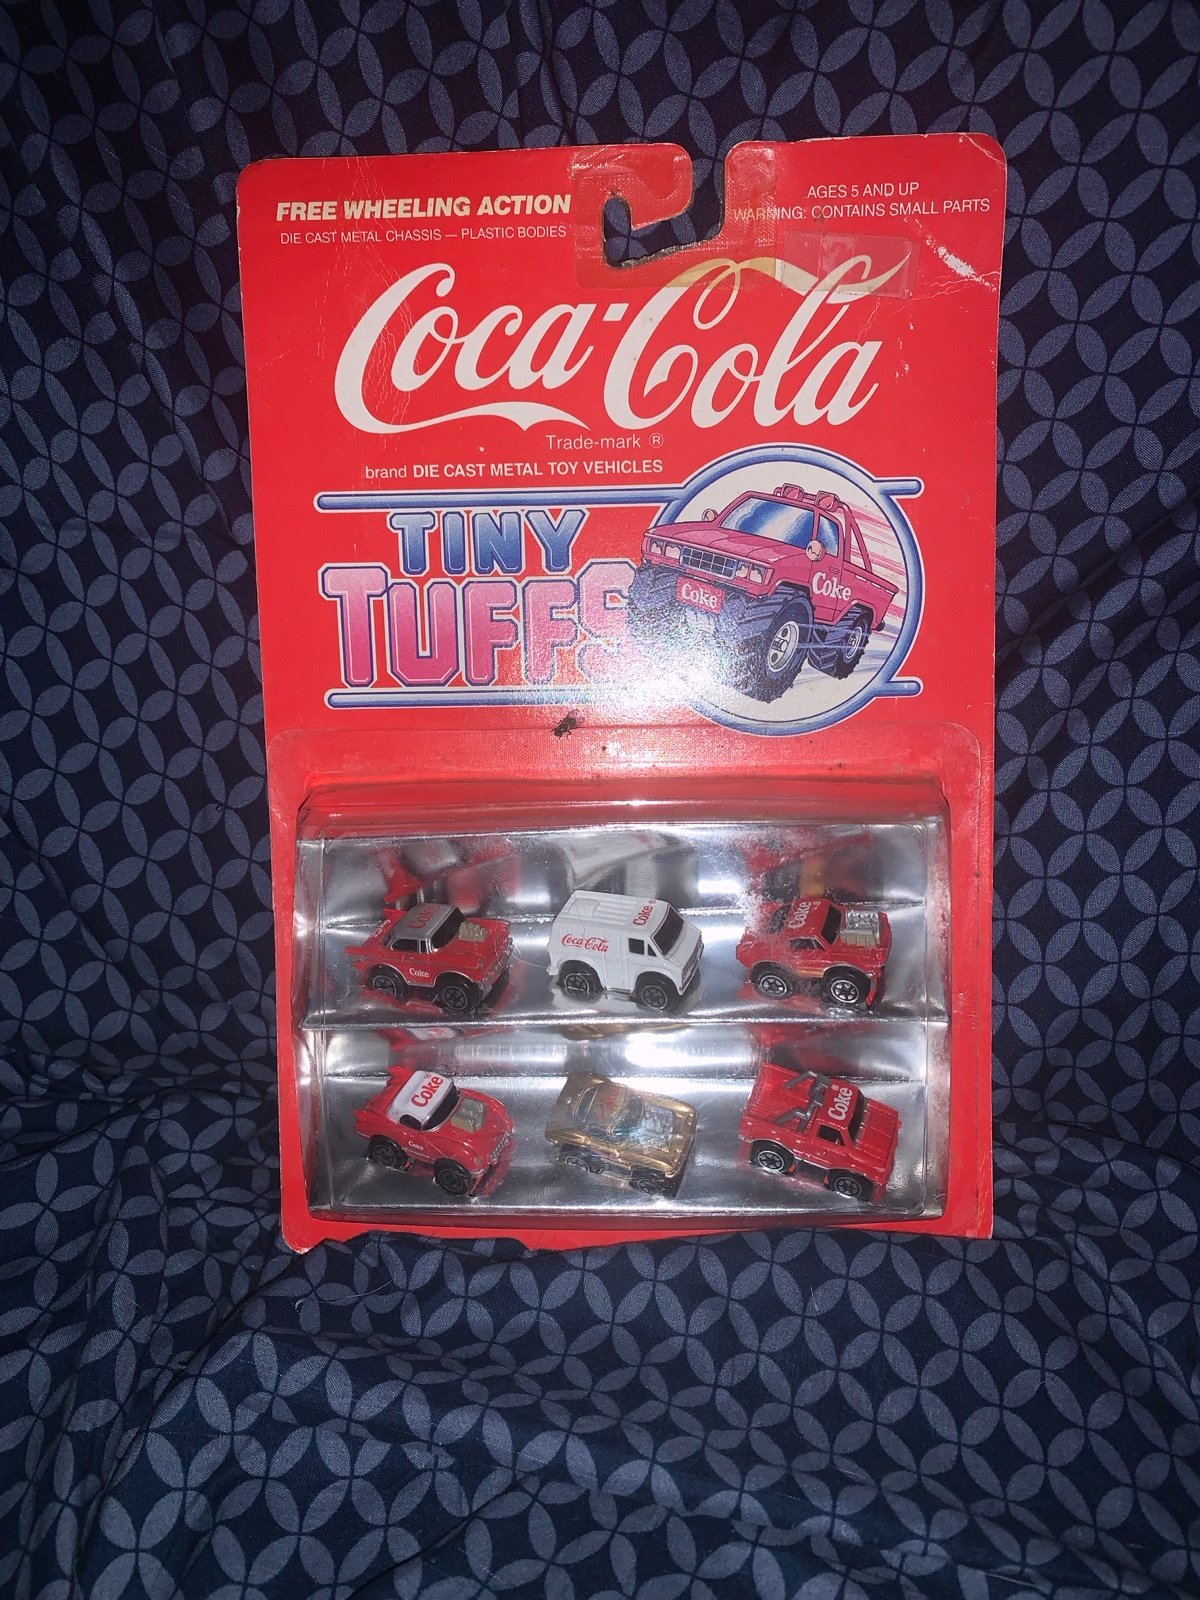 FREE WHEELING ACTION
DIE CAST METAL CHASSIS — PLASTIC BODIES
AGES 5 AND UP
WARNING: CONTAINS SMALL PARTS
Coca-Cola
Trade-mark ®
brand DIE CAST METAL TOY VEHICLES
TINY
TUFFS
Coke
Coke
Coke
Coke
Coke
Coca-Cola
Coke
Coke
Coke
Coke